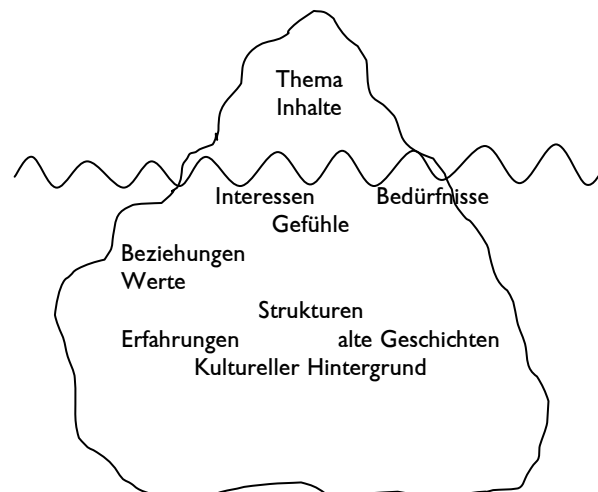 Thema
Inhalte
Interessen Bedürfnisse
Gefühle
Beziehungen
Werte
Strukturen
Erfahrungen alte Geschichten
Kultureller Hintergrund